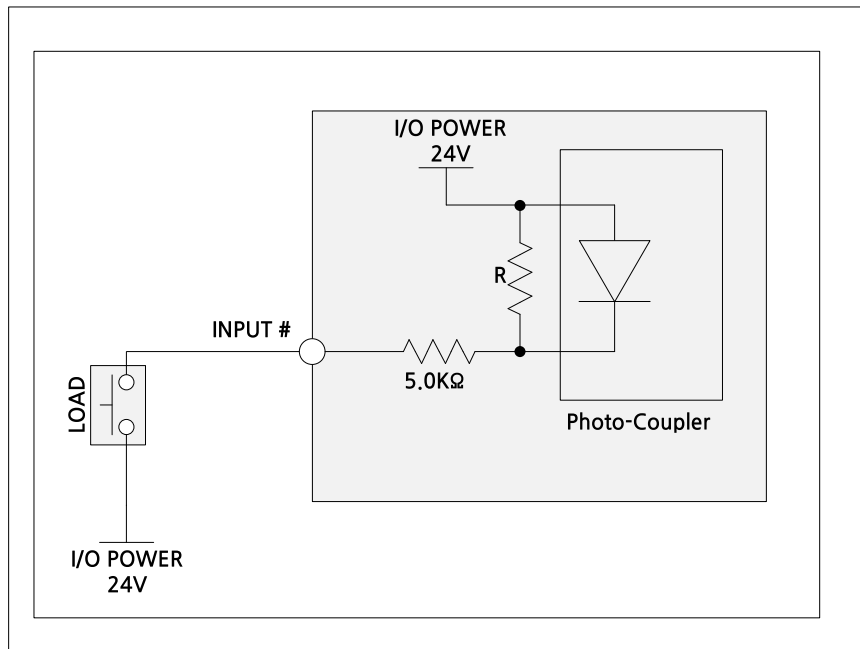 I/O POWER
24V
R
INPUT #
5.0KΩ
LOAD
Photo-Coupler
I/O POWER
24V